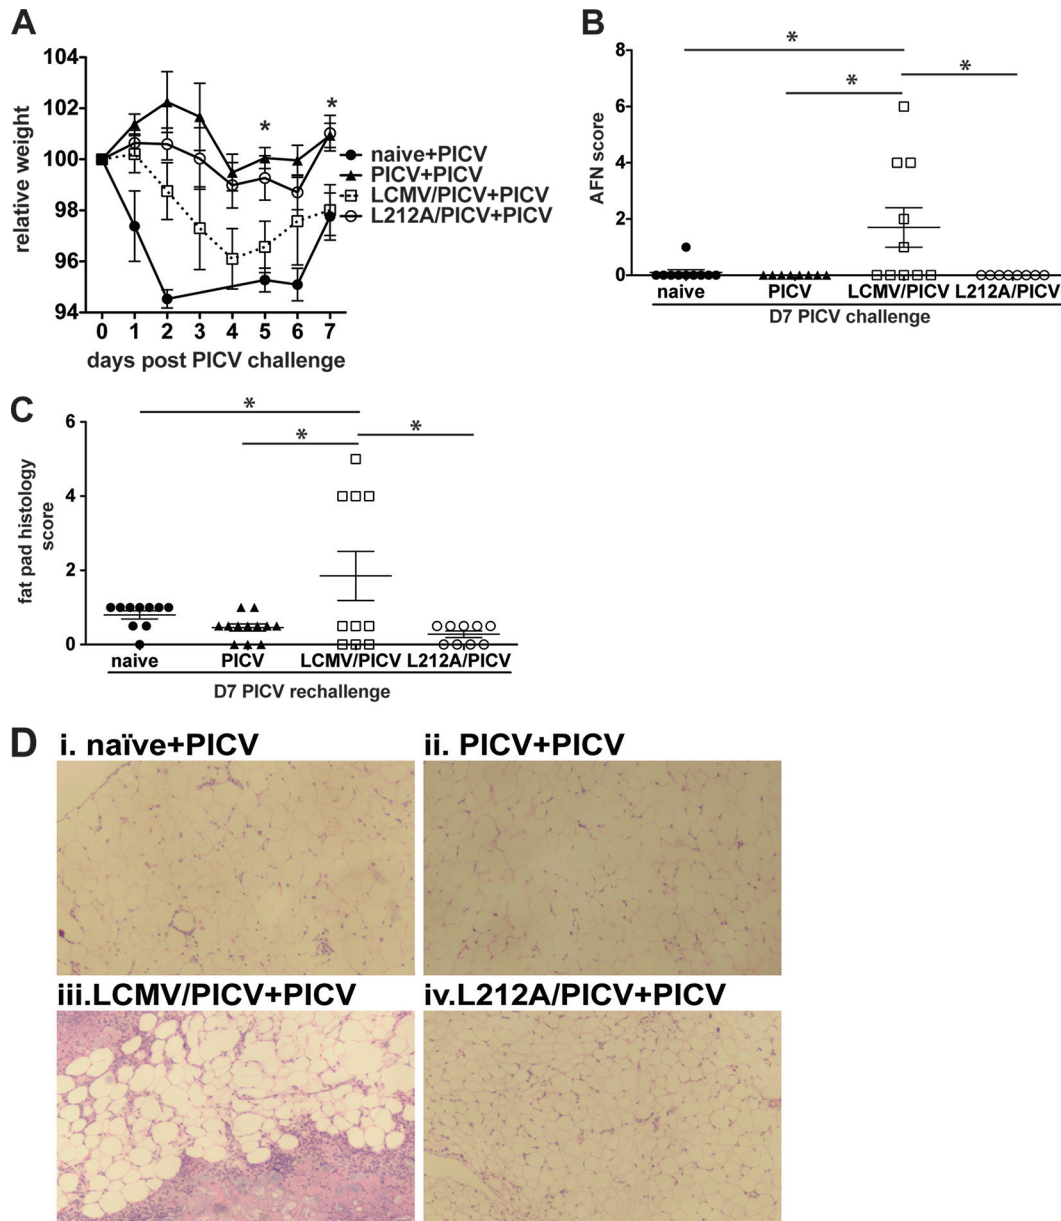 A
104
102
100
98
96
94
relative weight
*
*
0 1 2 3 4 5 6 7
days post PICV challenge
naive+PICV
PICV+PICV
LCMV/PICV+PICV
L212A/PICV+PICV
B
8
6
4
2
0
AFN score
*
*
*
naive PICV LCMV/PICV L212A/PICV
D7 PICV challenge
C
6
4
2
0
fat pad histology
score
*
*
*
naive PICV LCMV/PICV L212A/PICV
D7 PICV rechallenge
D
i. naïve+PICV
ii. PICV+PICV
iii.LCMV/PICV+PICV
iv.L212A/PICV+PICV